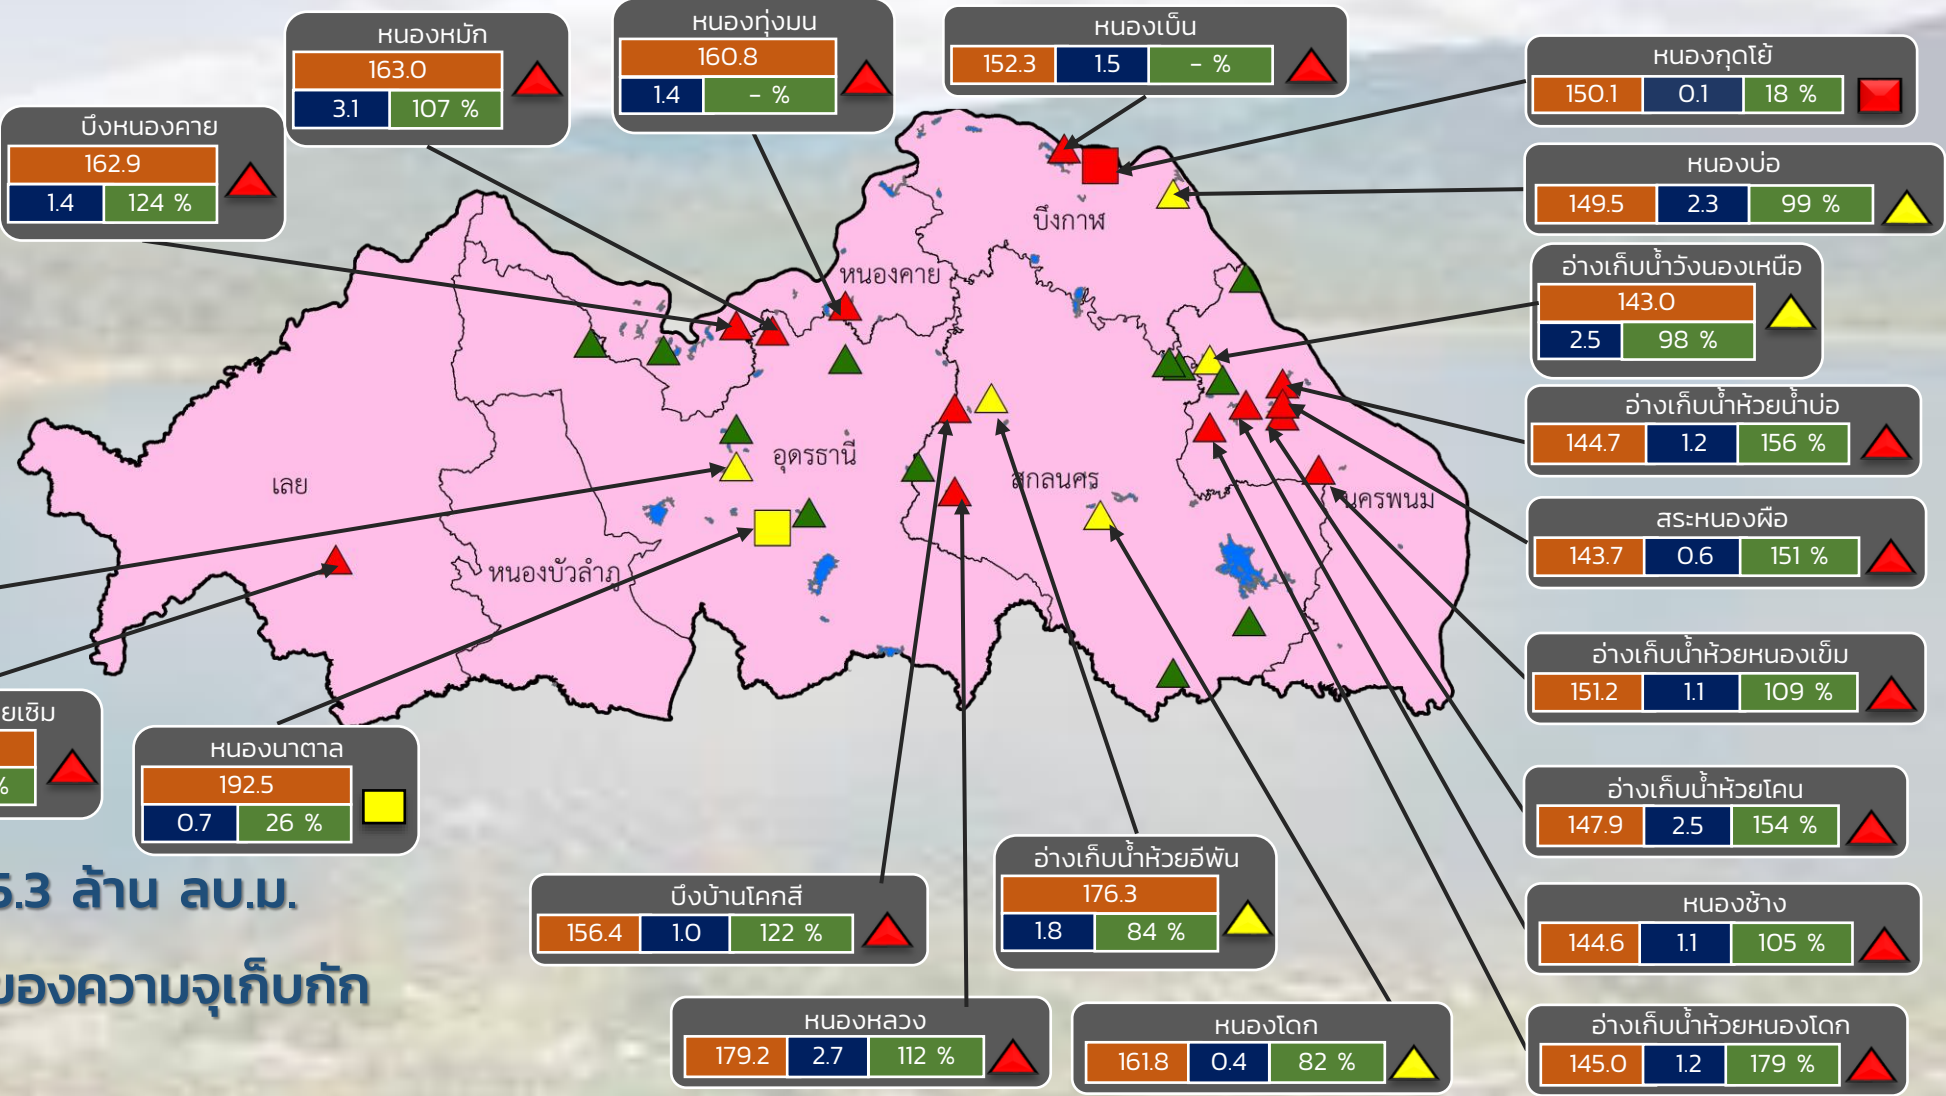 หนองหมัก
163.0
3.1 107 %
หนองทุ่งมน
160.8
1.4 - %
หนองเบ็น
152.3 1.5 - %
หนองกุดโย้
150.1 0.1 18 %
บึงหนองคาย
162.9
1.4 124 %
หนองบ่อ
149.5 2.3 99 %
อ่างเก็บน้ำวังนองเหนือ
143.0
2.5 98 %
อ่างเก็บน้ำห้วยน้ำบ่อ
144.7 1.2 156 %
สระหนองผือ
143.7 0.6 151 %
อ่างเก็บน้ำห้วยหนองเข็ม
151.2 1.1 109 %
อ่างเก็บน้ำห้วยโคน
147.9 2.5 154 %
หนองช้าง
144.6 1.1 105 %
อ่างเก็บน้ำห้วยหนองโดก
145.0 1.2 179 %
บึงกาฬ
หนองคาย
อุดรธานี
เลย
สกลนคร
นครพนม
หนองบัวลำภู
ยเซิม
%
หนองนาตาล
192.5
0.7 26 %
5.3 ล้าน ลบ.ม.
ของความจุเก็บกัก
บึงบ้านโคกสี
156.4 1.0 122 %
อ่างเก็บน้ำห้วยอีพัน
176.3
1.8 84 %
หนองหลวง
179.2 2.7 112 %
หนองโดก
161.8 0.4 82 %